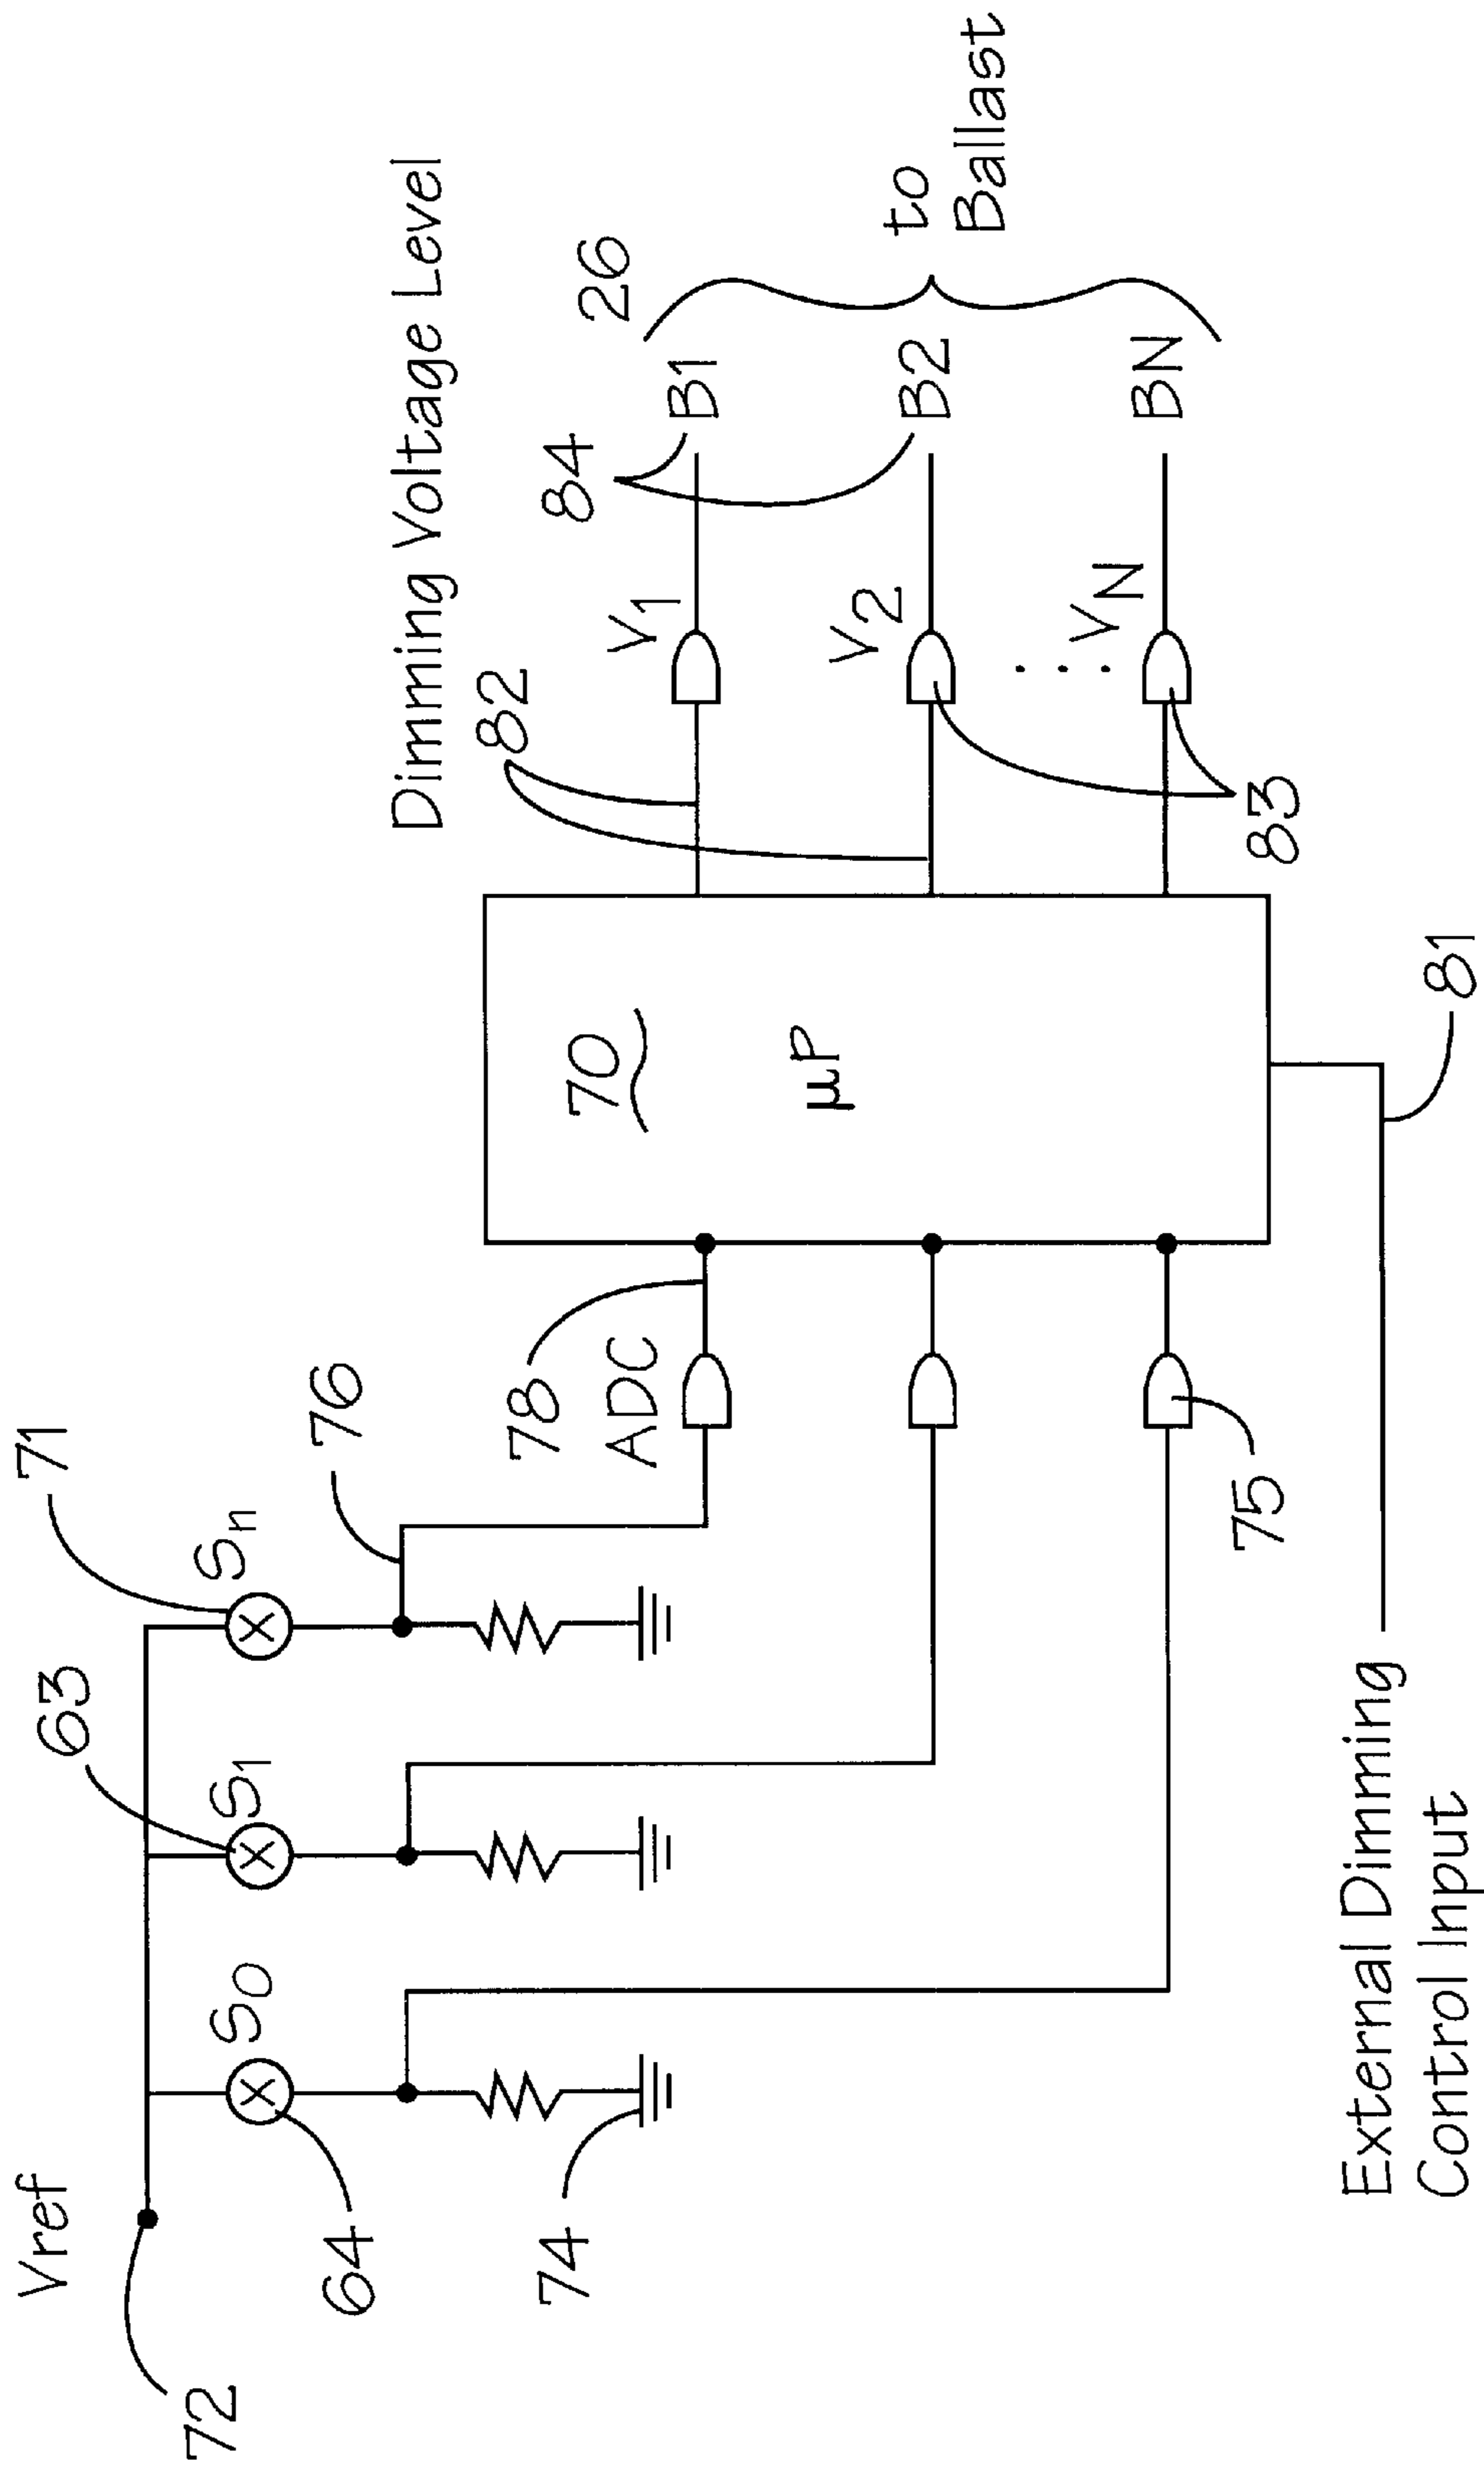 Vref
72
63
71
S0
S1
Sn
64
74
76
78
ADC
75
70
µP
External Dimming
Control Input
81
Dimming Voltage Level
82
V1
V2
VN
83
84
26
B1
B2
BN
to
Ballast